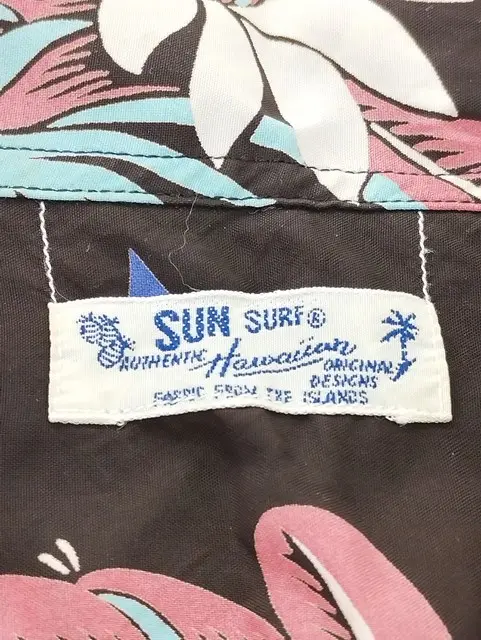 SUN SURF®
AUTHENTIC Hawaiian ORIGINAL
DESIGNS
FABRIC FROM THE ISLANDS